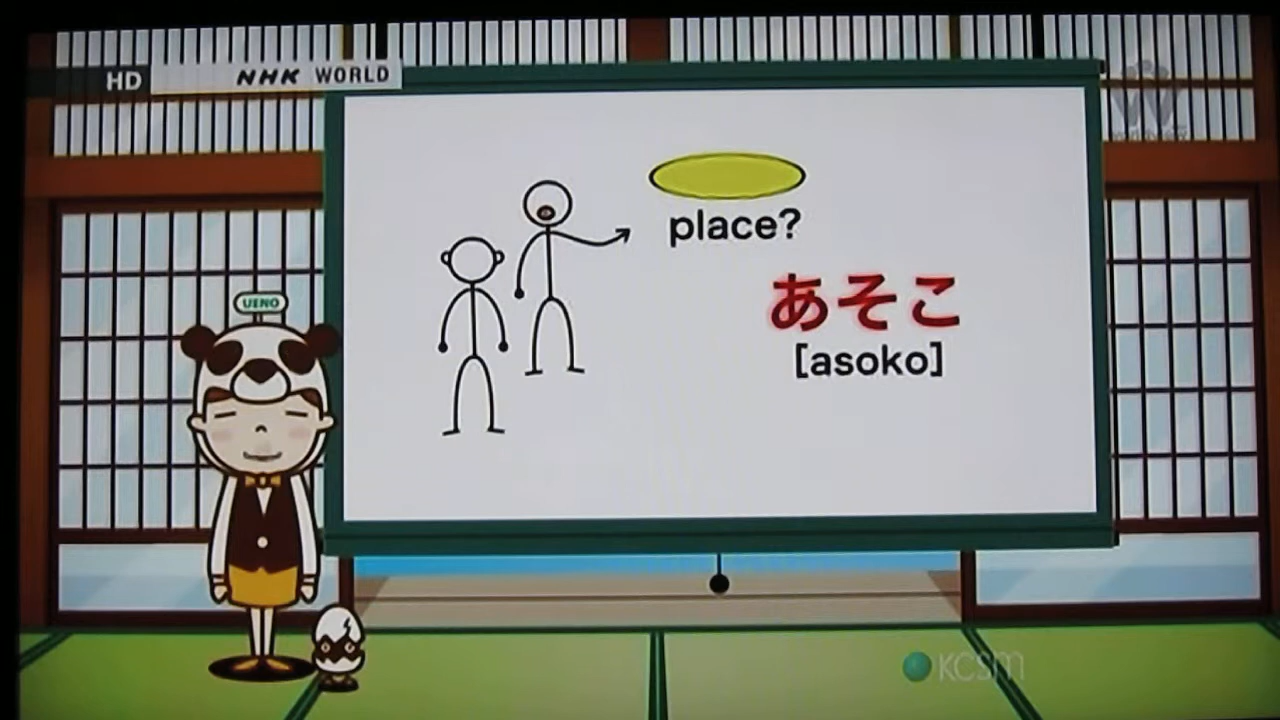 HD NHK WORLD
place?
あそこ
[asoko]
UENO
KCSM